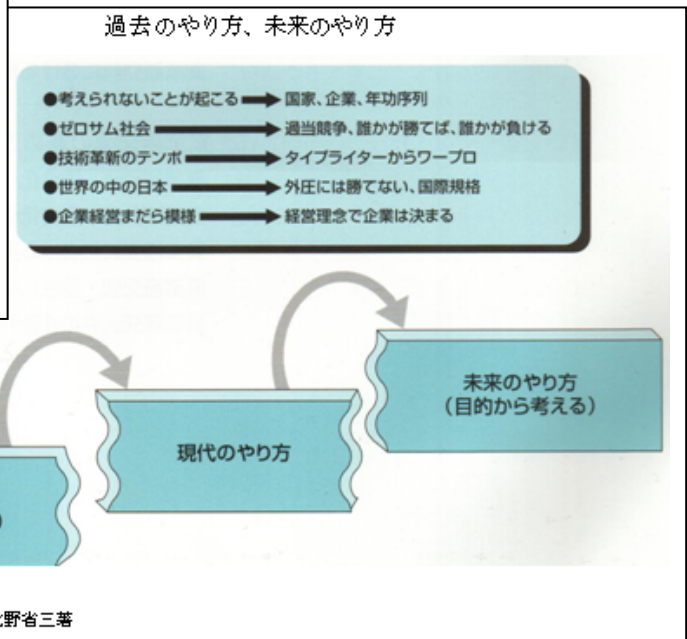 過去のやり方、未来のやり方
●考えられないことが起こる → 国家、企業、年功序列
●ゼロサム社会 → 過当競争、誰かが勝てば、誰かが負ける
●技術革新のテンポ → タイプライターからワープロ
●世界の中の日本 → 外圧には勝てない、国際規格
●企業経営まだら模様 → 経営理念で企業は決まる
未来のやり方
(目的から考える)
現代のやり方
)
野省三著